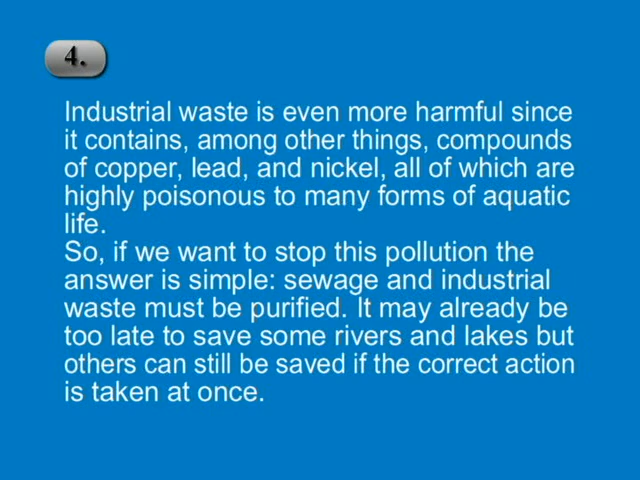 4.
Industrial waste is even more harmful since
it contains, among other things, compounds
of copper, lead, and nickel, all of which are
highly poisonous to many forms of aquatic
life.
So, if we want to stop this pollution the
answer is simple: sewage and industrial
waste must be purified. It may already be
too late to save some rivers and lakes but
others can still be saved if the correct action
is taken at once.